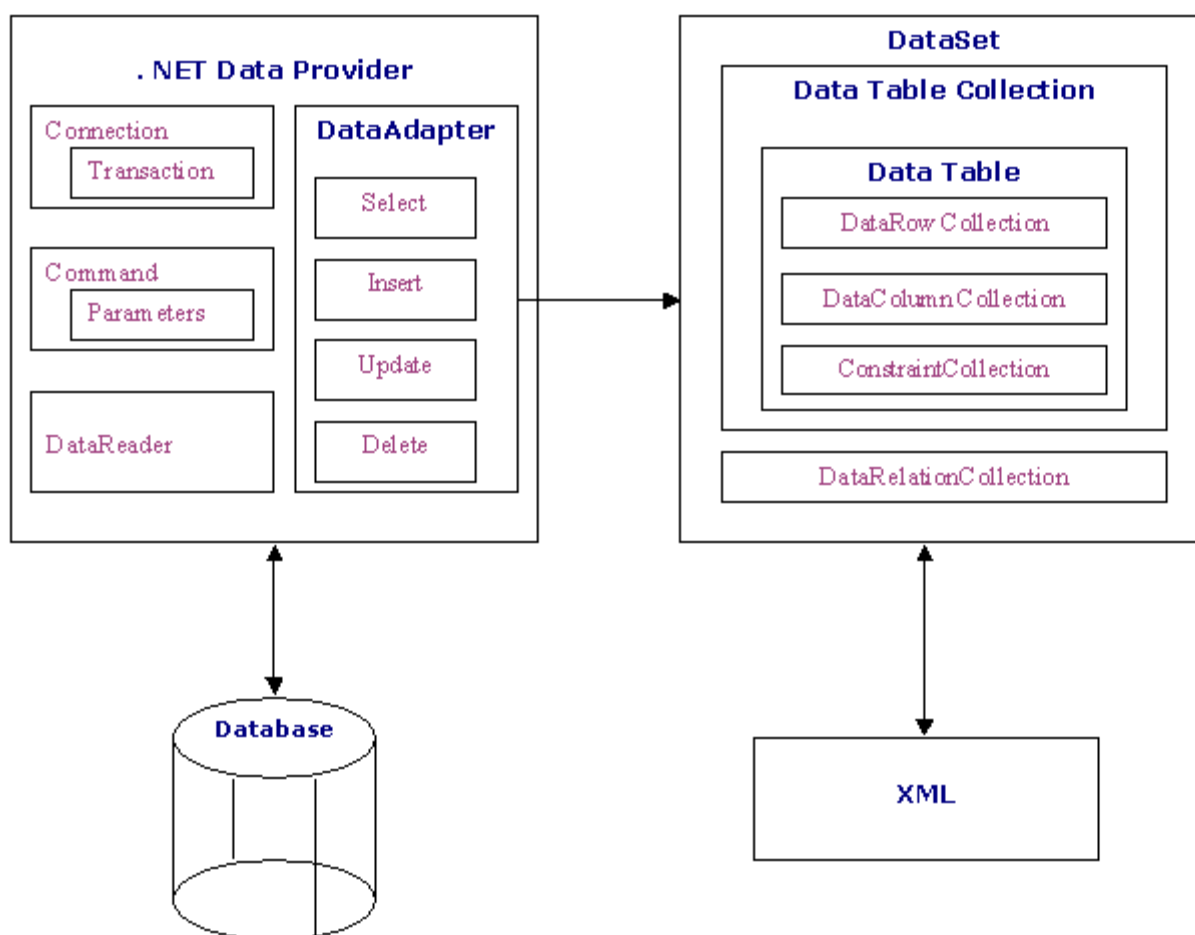 . NET Data Provider
Connection
Transaction
Command
Parameters
DataReader
DataAdapter
Select
Insert
Update
Delete
DataSet
Data Table Collection
Data Table
DataRow Collection
DataColumnCollection
ConstraintCollection
DataRelationCollection
Database
XML